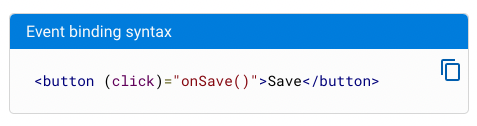 Event binding syntax
<button (click)="onSave()">Save</button>